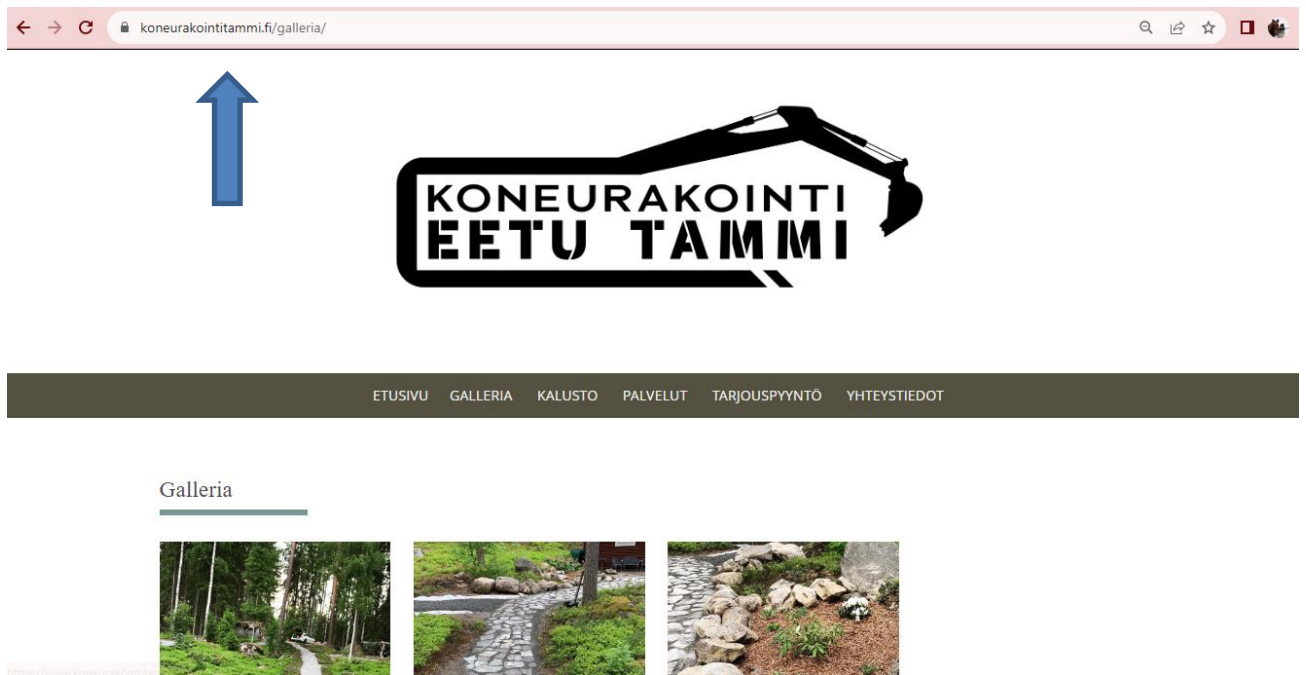 koneurakointitammi.fi/galleria/
KONEURAKOINTI
EETU TAMMI
ETUSIVU GALLERIA KALUSTO PALVELUT TARJOUSPYYNTÖ YHTEYSTIEDOT
Galleria